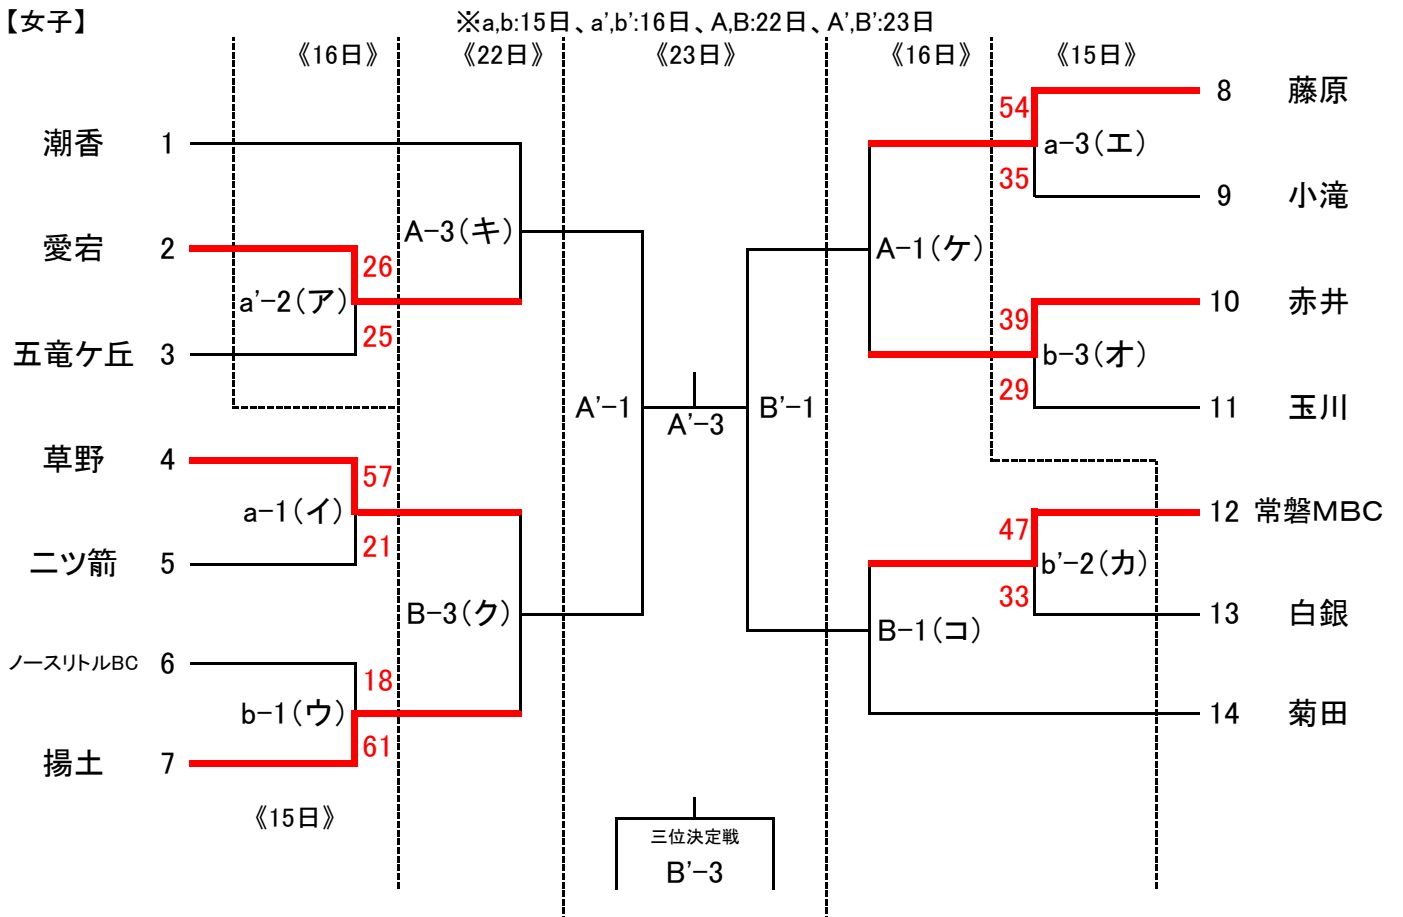 【女子】
※a,b:15日、a',b':16日、A,B:22日、A',B':23日
《16日》
《22日》
《23日》
《16日》
《15日》
潮香 1
愛宕 2
五竜ケ丘 3
草野 4
二ツ箭 5
ノースリトルBC 6
揚土 7
《15日》
26
a'-2(ア)
25
57
a-1(イ)
21
18
b-1(ウ)
61
A-3(キ)
B-3(ク)
A'-1
A'-3
B'-1
三位決定戦
B'-3
A-1(ケ)
B-1(コ)
54
a-3(エ)
35
39
b-3(オ)
29
47
b'-2(カ)
33
8 藤原
9 小滝
10 赤井
11 玉川
12 常磐MBC
13 白銀
14 菊田